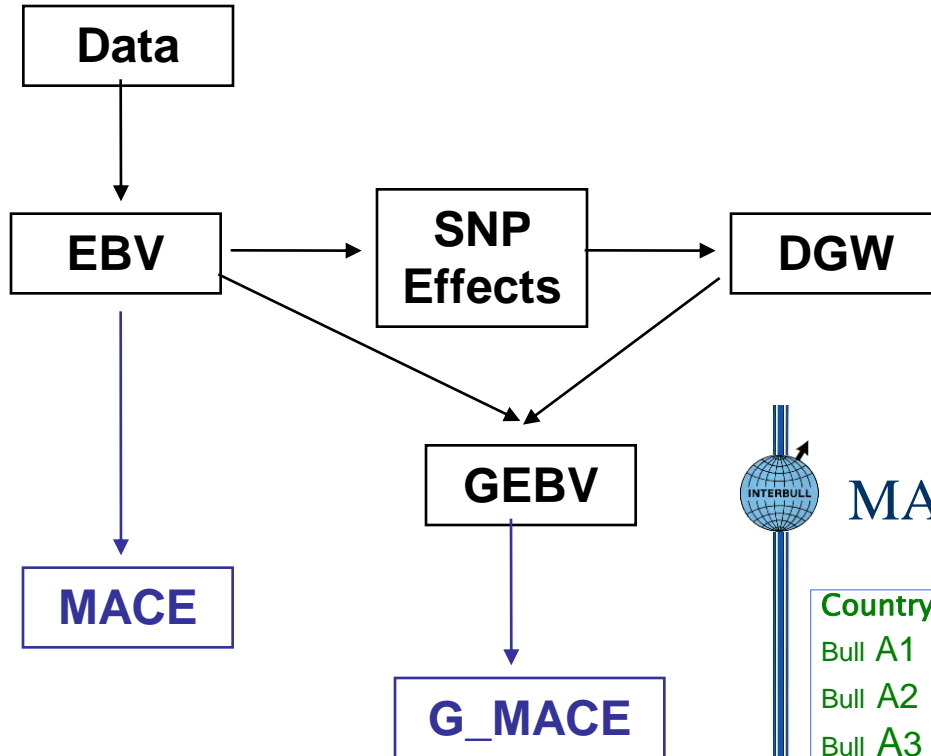 Data
EBV
SNP
Effects
DGW
GEBV
MACE
G_MACE
INTERBULL
MA
Country
Bull A1
Bull A2
Bull A3